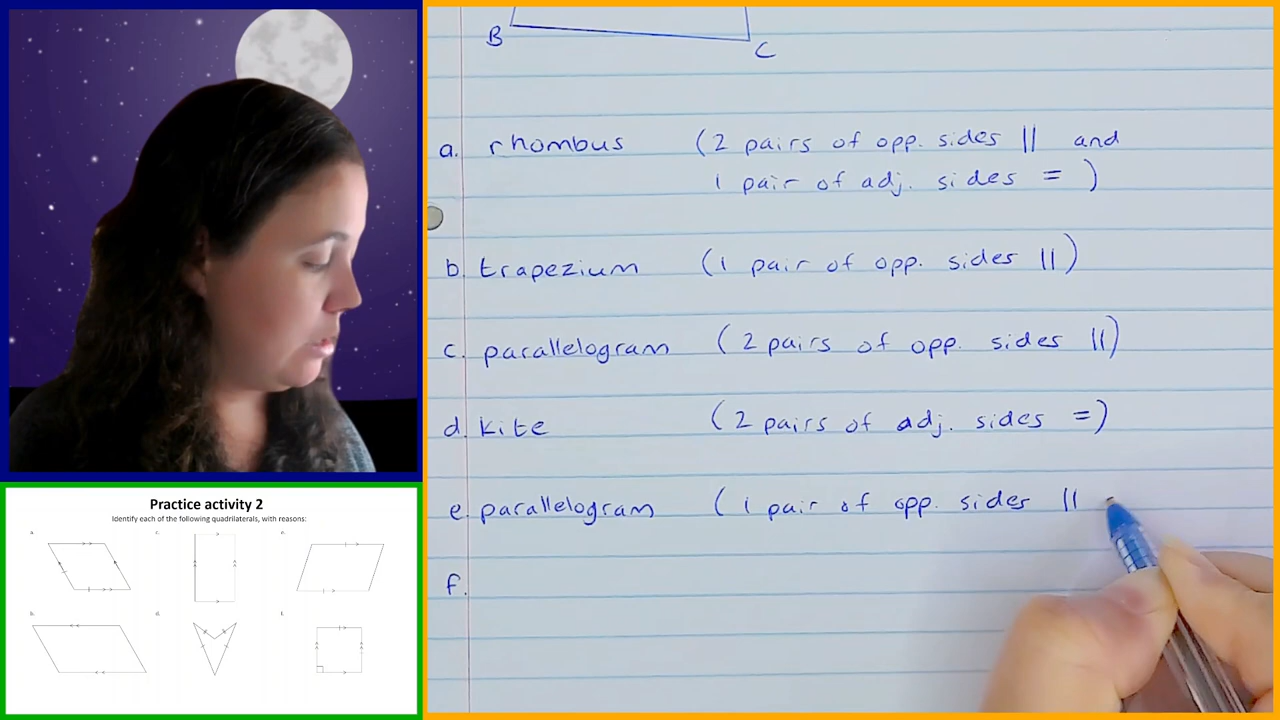 B
C
a. rhombus (2 pairs of opp. sides || and
1 pair of adj. sides = )
b. trapezium (1 pair of opp. sides ||)
c. parallelogram (2 pairs of opp. sides ||)
d. kite (2 pairs of adj. sides =)
e. parallelogram (1 pair of opp. sides ||
f.
Practice activity 2
Identify each of the following quadrilaterals, with reasons:
a.
c.
e.
b.
d.
f.